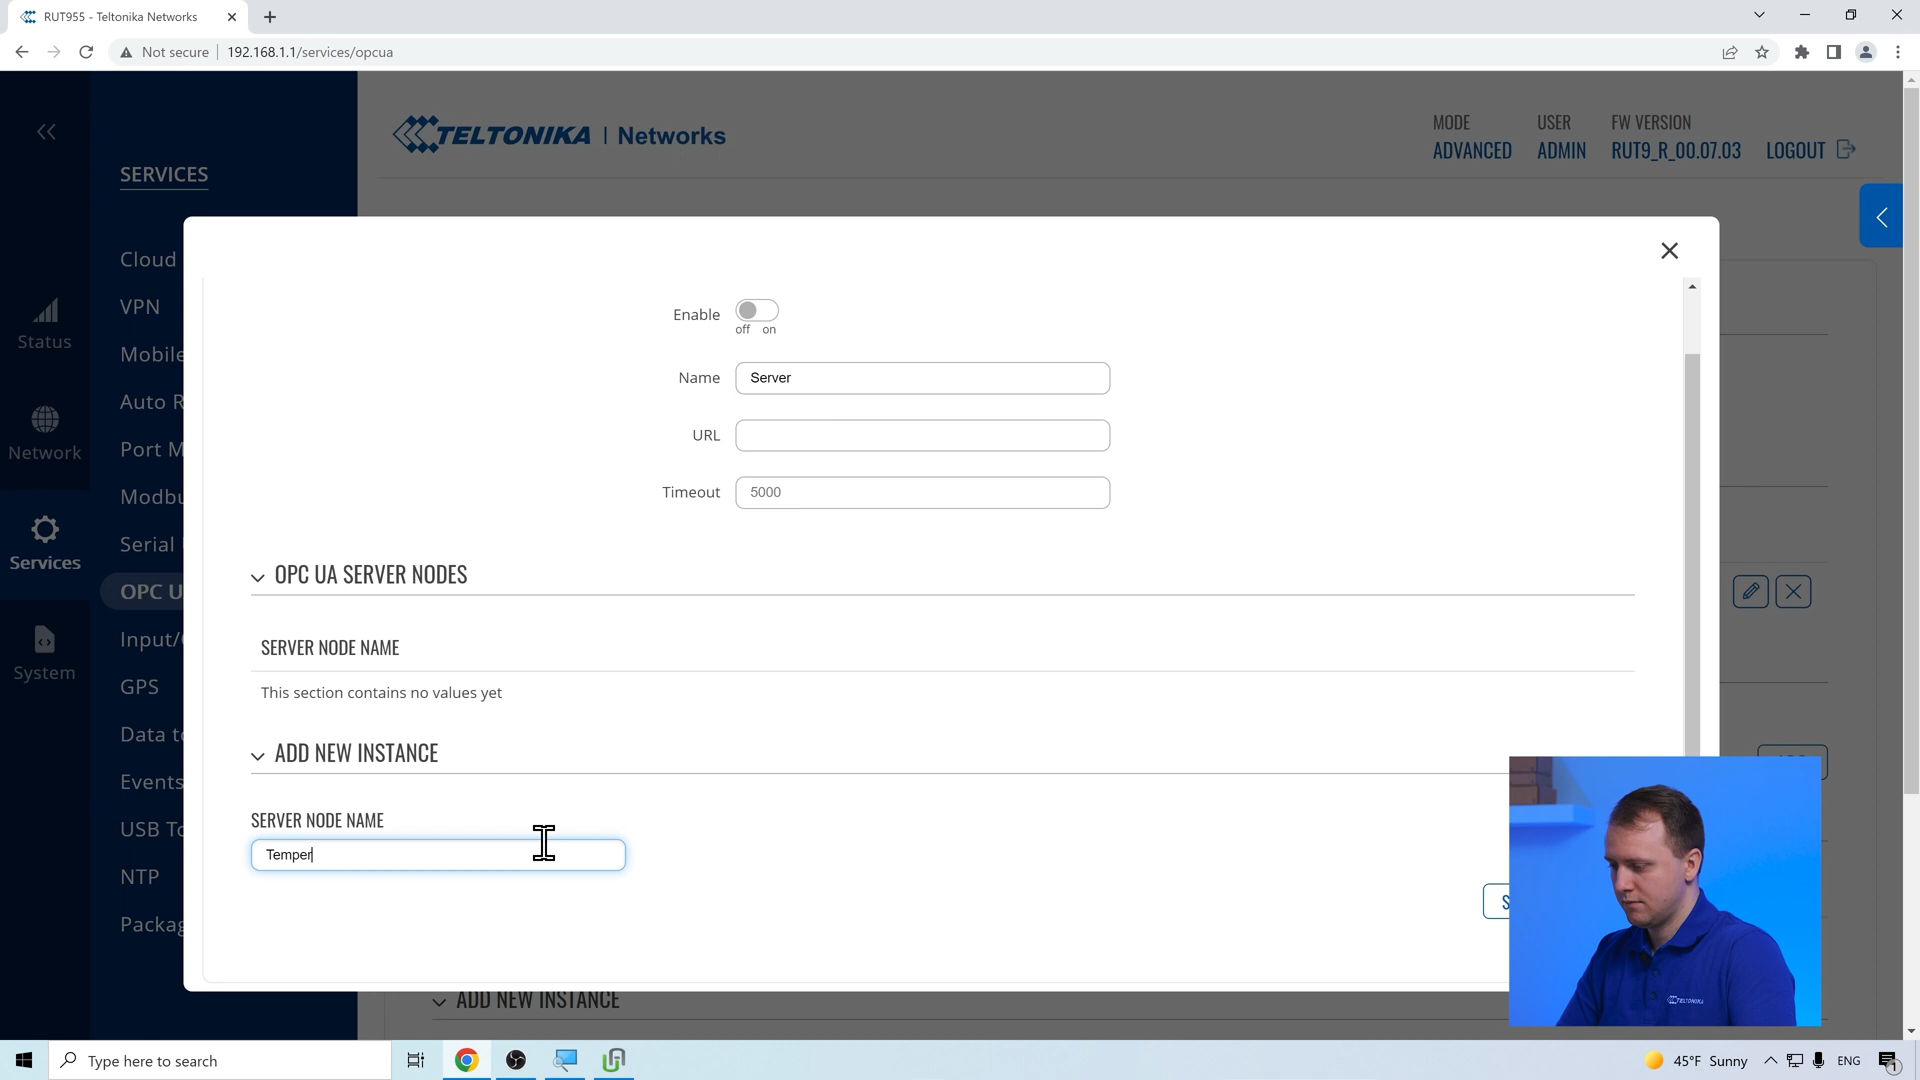 RUT955 - Teltonika Networks
Not secure
192.168.1.1/services/opcua
TELTONIKA | Networks
MODE
ADVANCED
USER
ADMIN
FW VERSION
RUT9_R_00.07.03
LOGOUT
Status
Network
Services
System
SERVICES
Cloud
VPN
Mobile
Auto R
Port M
Modbu
Serial
OPC U
Input/
GPS
Data to
Events
USB To
NTP
Packag
Enable
off on
Name
Server
URL
Timeout
5000
OPC UA SERVER NODES
SERVER NODE NAME
This section contains no values yet
ADD NEW INSTANCE
SERVER NODE NAME
Temper
S
TELTONIKA
ADD NEW INSTANCE
Type here to search
45°F Sunny
ENG
1